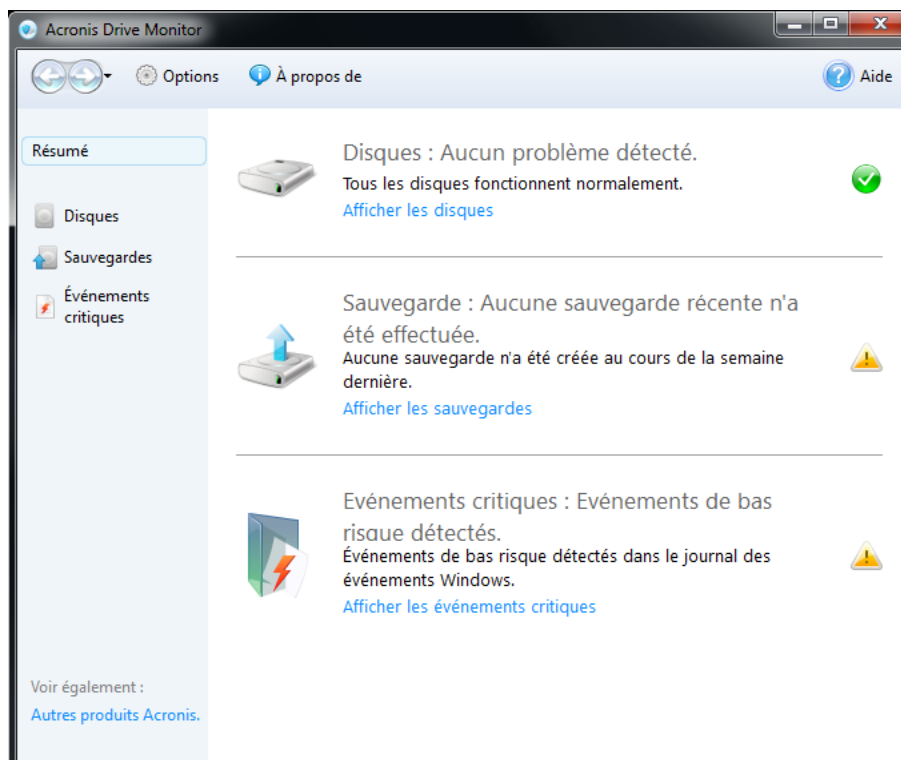 Acronis Drive Monitor
Options
À propos de
Aide
Résumé
Disques
Sauvegardes
Événements
critiques
Disques : Aucun problème détecté.
Tous les disques fonctionnent normalement.
Afficher les disques
Sauvegarde : Aucune sauvegarde récente n'a
été effectuée.
Aucune sauvegarde n'a été créée au cours de la semaine
dernière.
Afficher les sauvegardes
Evénements critiques : Evénements de bas
risque détectés.
Événements de bas risque détectés dans le journal des
événements Windows.
Afficher les événements critiques
Voir également :
Autres produits Acronis.